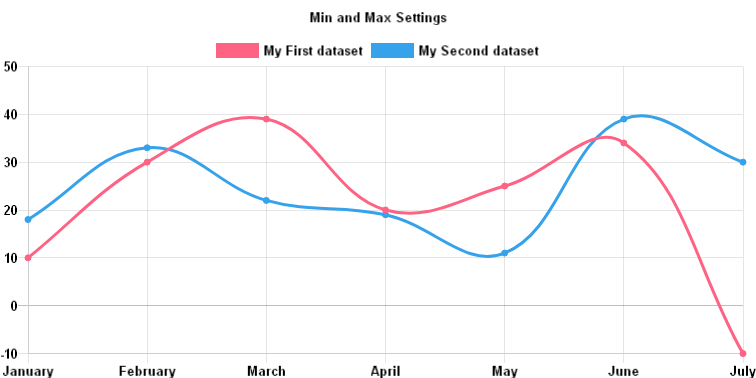 Min and Max Settings
My First dataset My Second dataset
50
40
30
20
10
0
-10
January February March April May June July